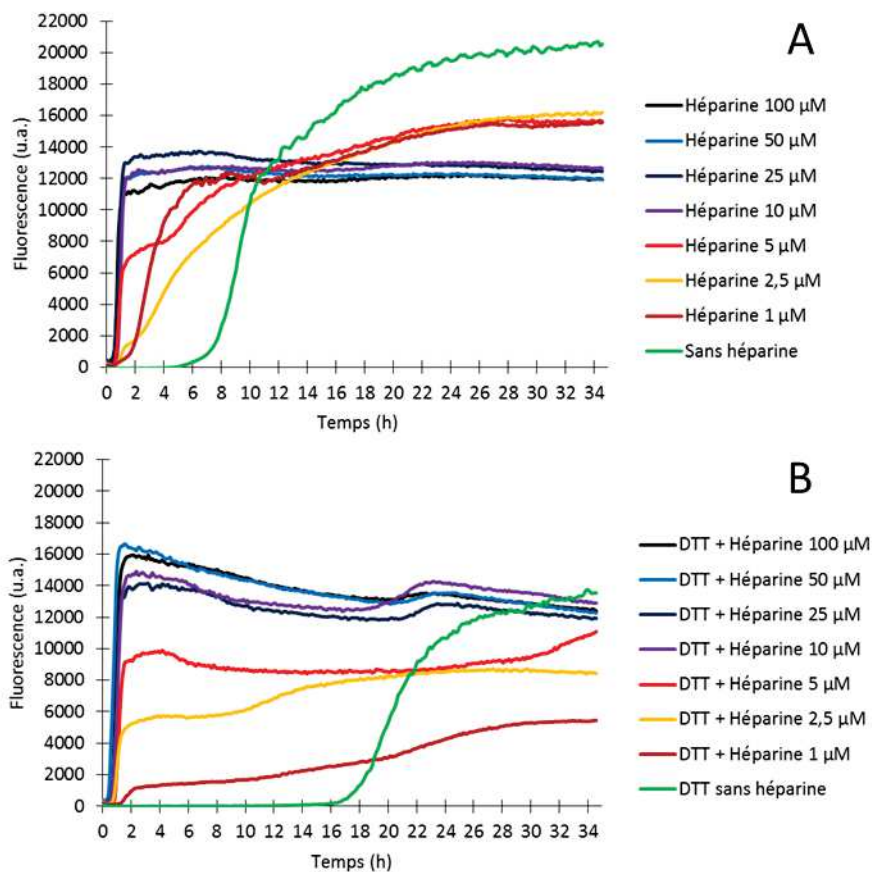 A
22000
20000
18000
16000
14000
12000
10000
8000
6000
4000
2000
0
Fluorescence (u.a.)
0 2 4 6 8 10 12 14 16 18 20 22 24 26 28 30 32 34
Temps (h)
Héparine 100 µM
Héparine 50 µM
Héparine 25 µM
Héparine 10 µM
Héparine 5 µM
Héparine 2,5 µM
Héparine 1 µM
Sans héparine
B
22000
20000
18000
16000
14000
12000
10000
8000
6000
4000
2000
0
Fluorescence (u.a.)
0 2 4 6 8 10 12 14 16 18 20 22 24 26 28 30 32 34
Temps (h)
DTT + Héparine 100 µM
DTT + Héparine 50 µM
DTT + Héparine 25 µM
DTT + Héparine 10 µM
DTT + Héparine 5 µM
DTT + Héparine 2,5 µM
DTT + Héparine 1 µM
DTT sans héparine